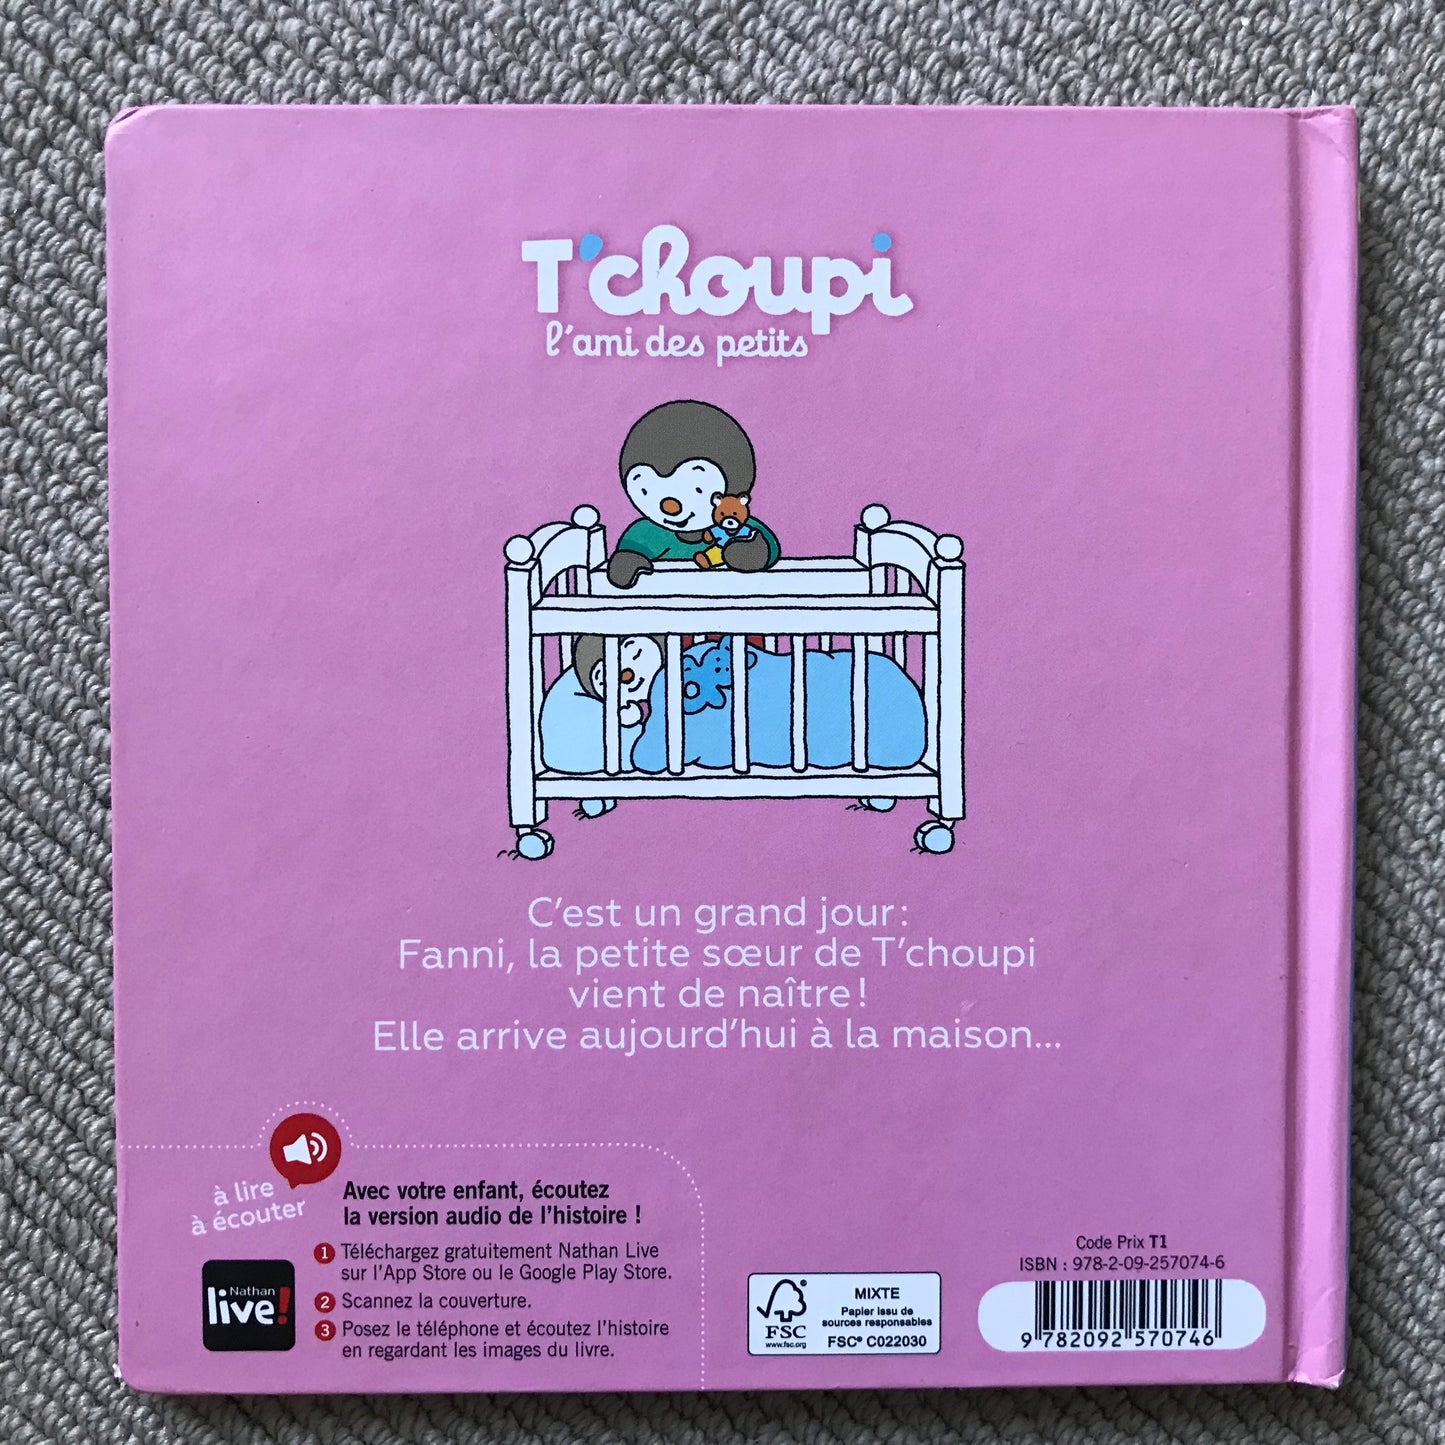 T'choupi
l'ami des petits
C'est un grand jour :
Fanni, la petite sœur de T'choupi
vient de naître !
Elle arrive aujourd'hui à la maison...
à lire
à écouter
Avec votre enfant, écoutez
la version audio de l'histoire !
1 Téléchargez gratuitement Nathan Live
sur l'App Store ou le Google Play Store.
2 Scannez la couverture.
3 Posez le téléphone et écoutez l'histoire
en regardant les images du livre.
Nathan
live!
FSC
www.fsc.org
MIXTE
Papier issu de
sources responsables
FSC® C022030
Code Prix T1
ISBN : 978-2-09-257074-6
9 782092 570746